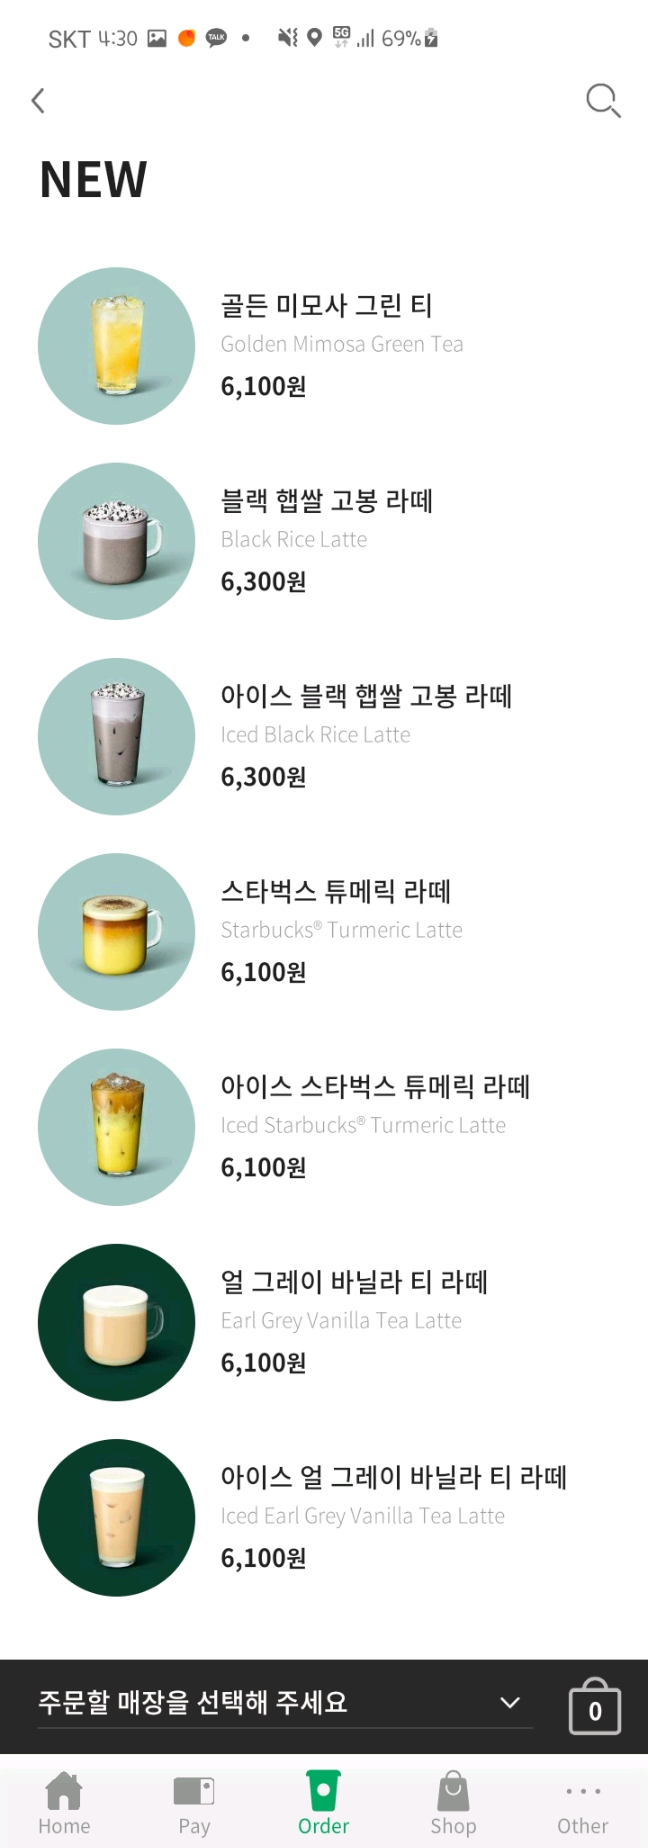 SKT 4:30 TALK 5G 69%
NEW
골든 미모사 그린 티
Golden Mimosa Green Tea
6,100원
블랙 햅쌀 고봉 라떼
Black Rice Latte
6,300원
아이스 블랙 햅쌀 고봉 라떼
Iced Black Rice Latte
6,300원
스타벅스 튜메릭 라떼
Starbucks® Turmeric Latte
6,100원
아이스 스타벅스 튜메릭 라떼
Iced Starbucks® Turmeric Latte
6,100원
얼 그레이 바닐라 티 라떼
Earl Grey Vanilla Tea Latte
6,100원
아이스 얼 그레이 바닐라 티 라떼
Iced Earl Grey Vanilla Tea Latte
6,100원
주문할 매장을 선택해 주세요 0
Home Pay Order Shop Other